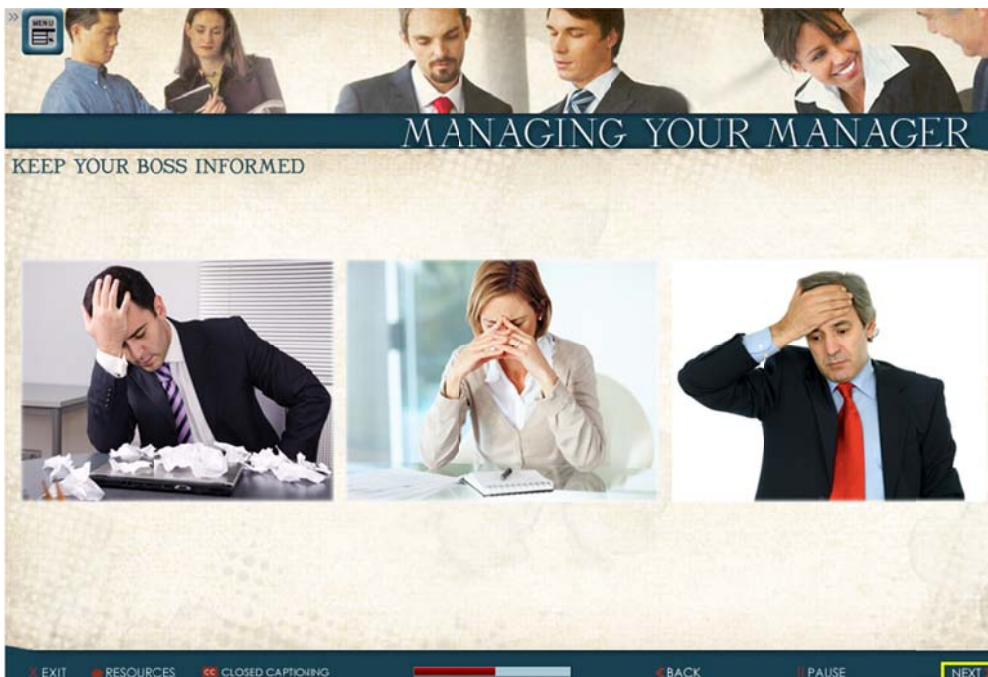 »
MENU
MANAGING YOUR MANAGER
KEEP YOUR BOSS INFORMED
X EXIT RESOURCES CC CLOSED CAPTIONING < BACK || PAUSE NEXT